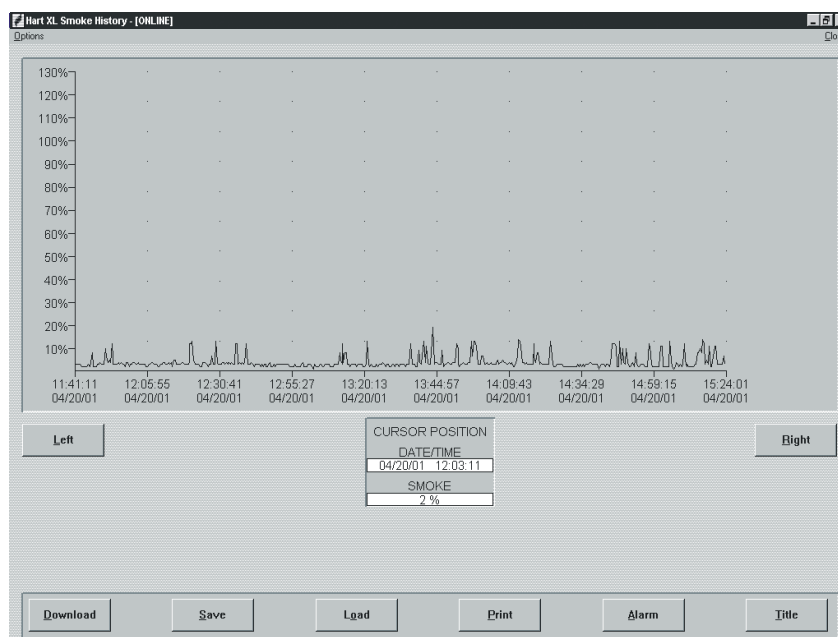 Hart XL Smoke History - [ONLINE]
Options Clo
130%
120%
110%
100%
90%
80%
70%
60%
50%
40%
30%
20%
10%
11:41:11 12:05:55 12:30:41 12:55:27 13:20:13 13:44:57 14:09:43 14:34:29 14:59:15 15:24:01
04/20/01 04/20/01 04/20/01 04/20/01 04/20/01 04/20/01 04/20/01 04/20/01 04/20/01 04/20/01
Left
CURSOR POSITION
DATE/TIME
04/20/01 12:03:11
SMOKE
2 %
Right
Download Save Load Print Alarm Title